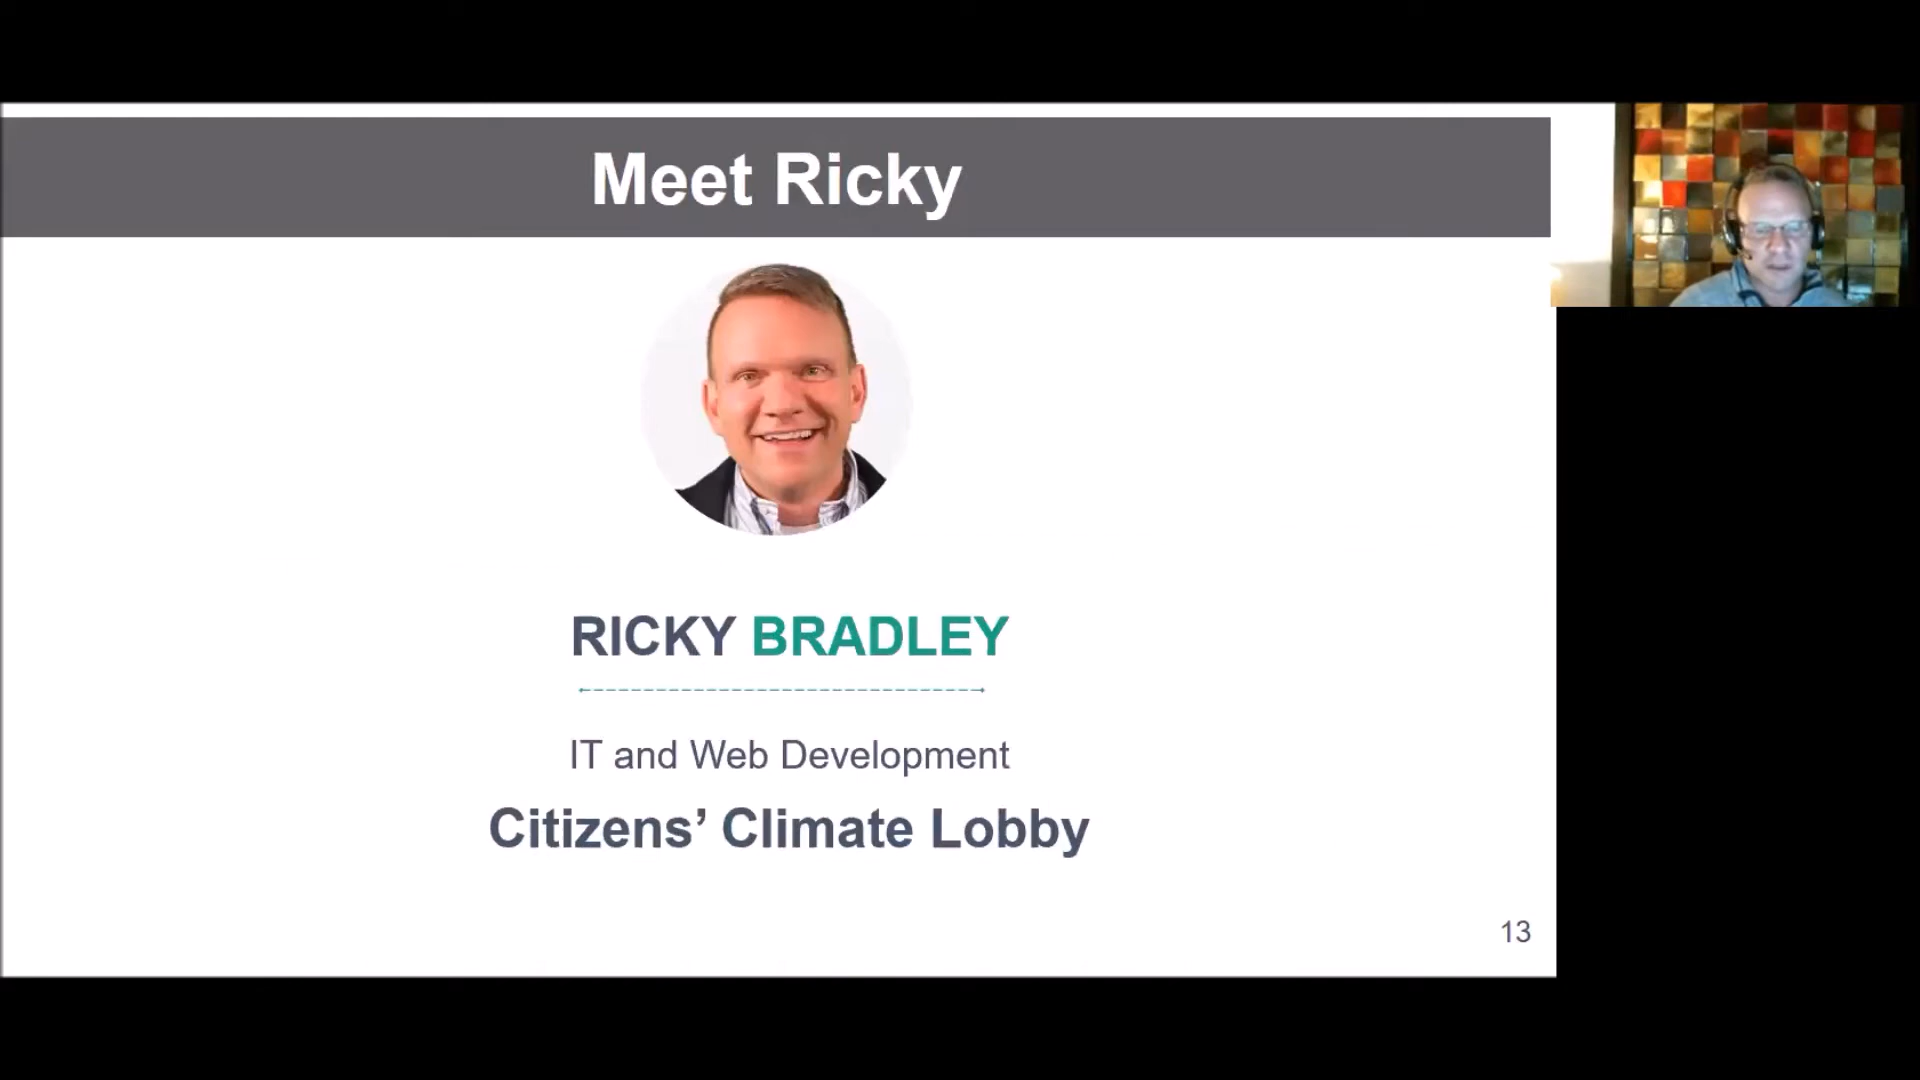 Meet Ricky
RICKY BRADLEY
IT and Web Development
Citizens’ Climate Lobby
13